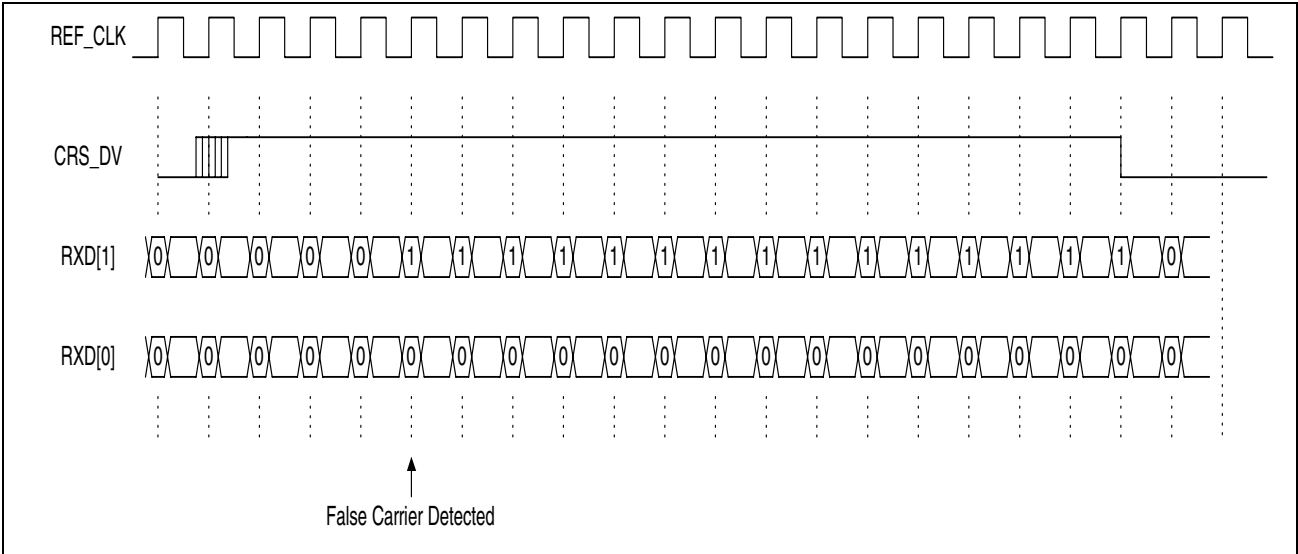 REF_CLK
CRS_DV
RXD[1] 0 0 0 0 0 1 1 1 1 1 1 1 1 1 1 1 1 1 1 1 0
RXD[0] 0 0 0 0 0 0 0 0 0 0 0 0 0 0 0 0 0 0 0 0 0
False Carrier Detected